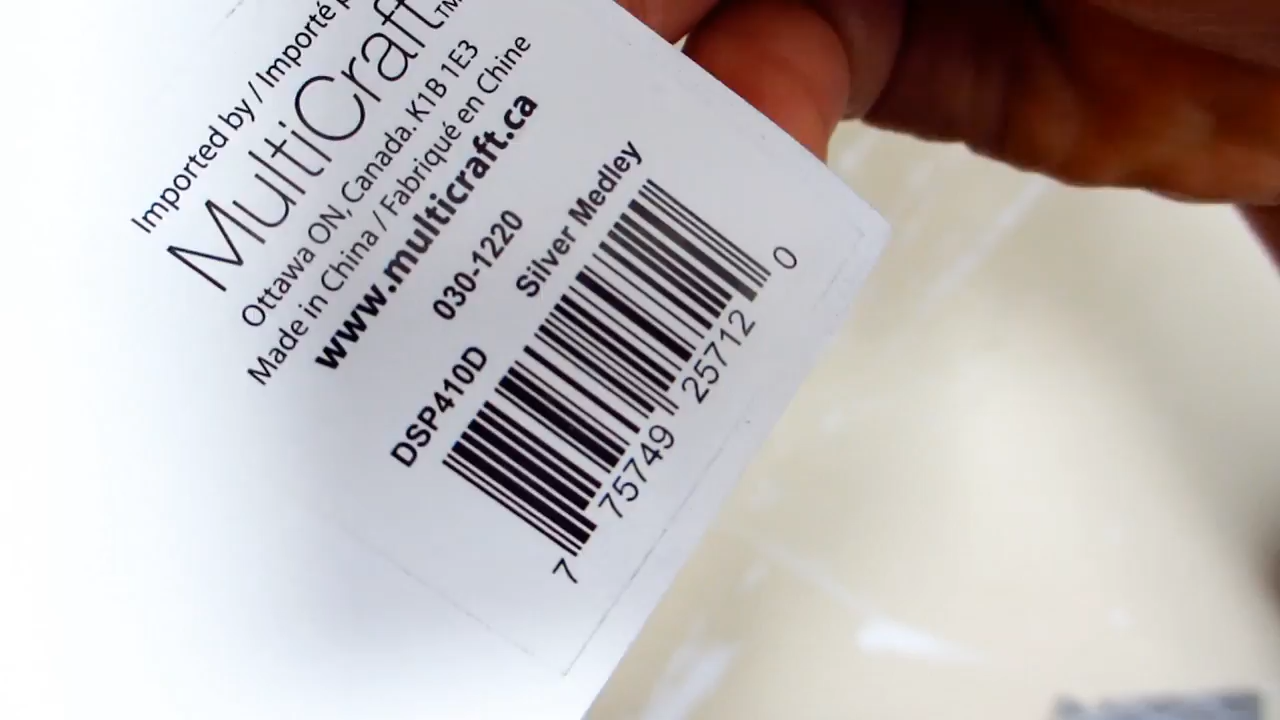 Imported by / Importé
MultiCraft™
Ottawa ON, Canada. K1B 1E3
Made in China / Fabriqué en Chine
www.multicraft.ca
030-1220
DSP410D Silver Medley
7 75749 25712 0